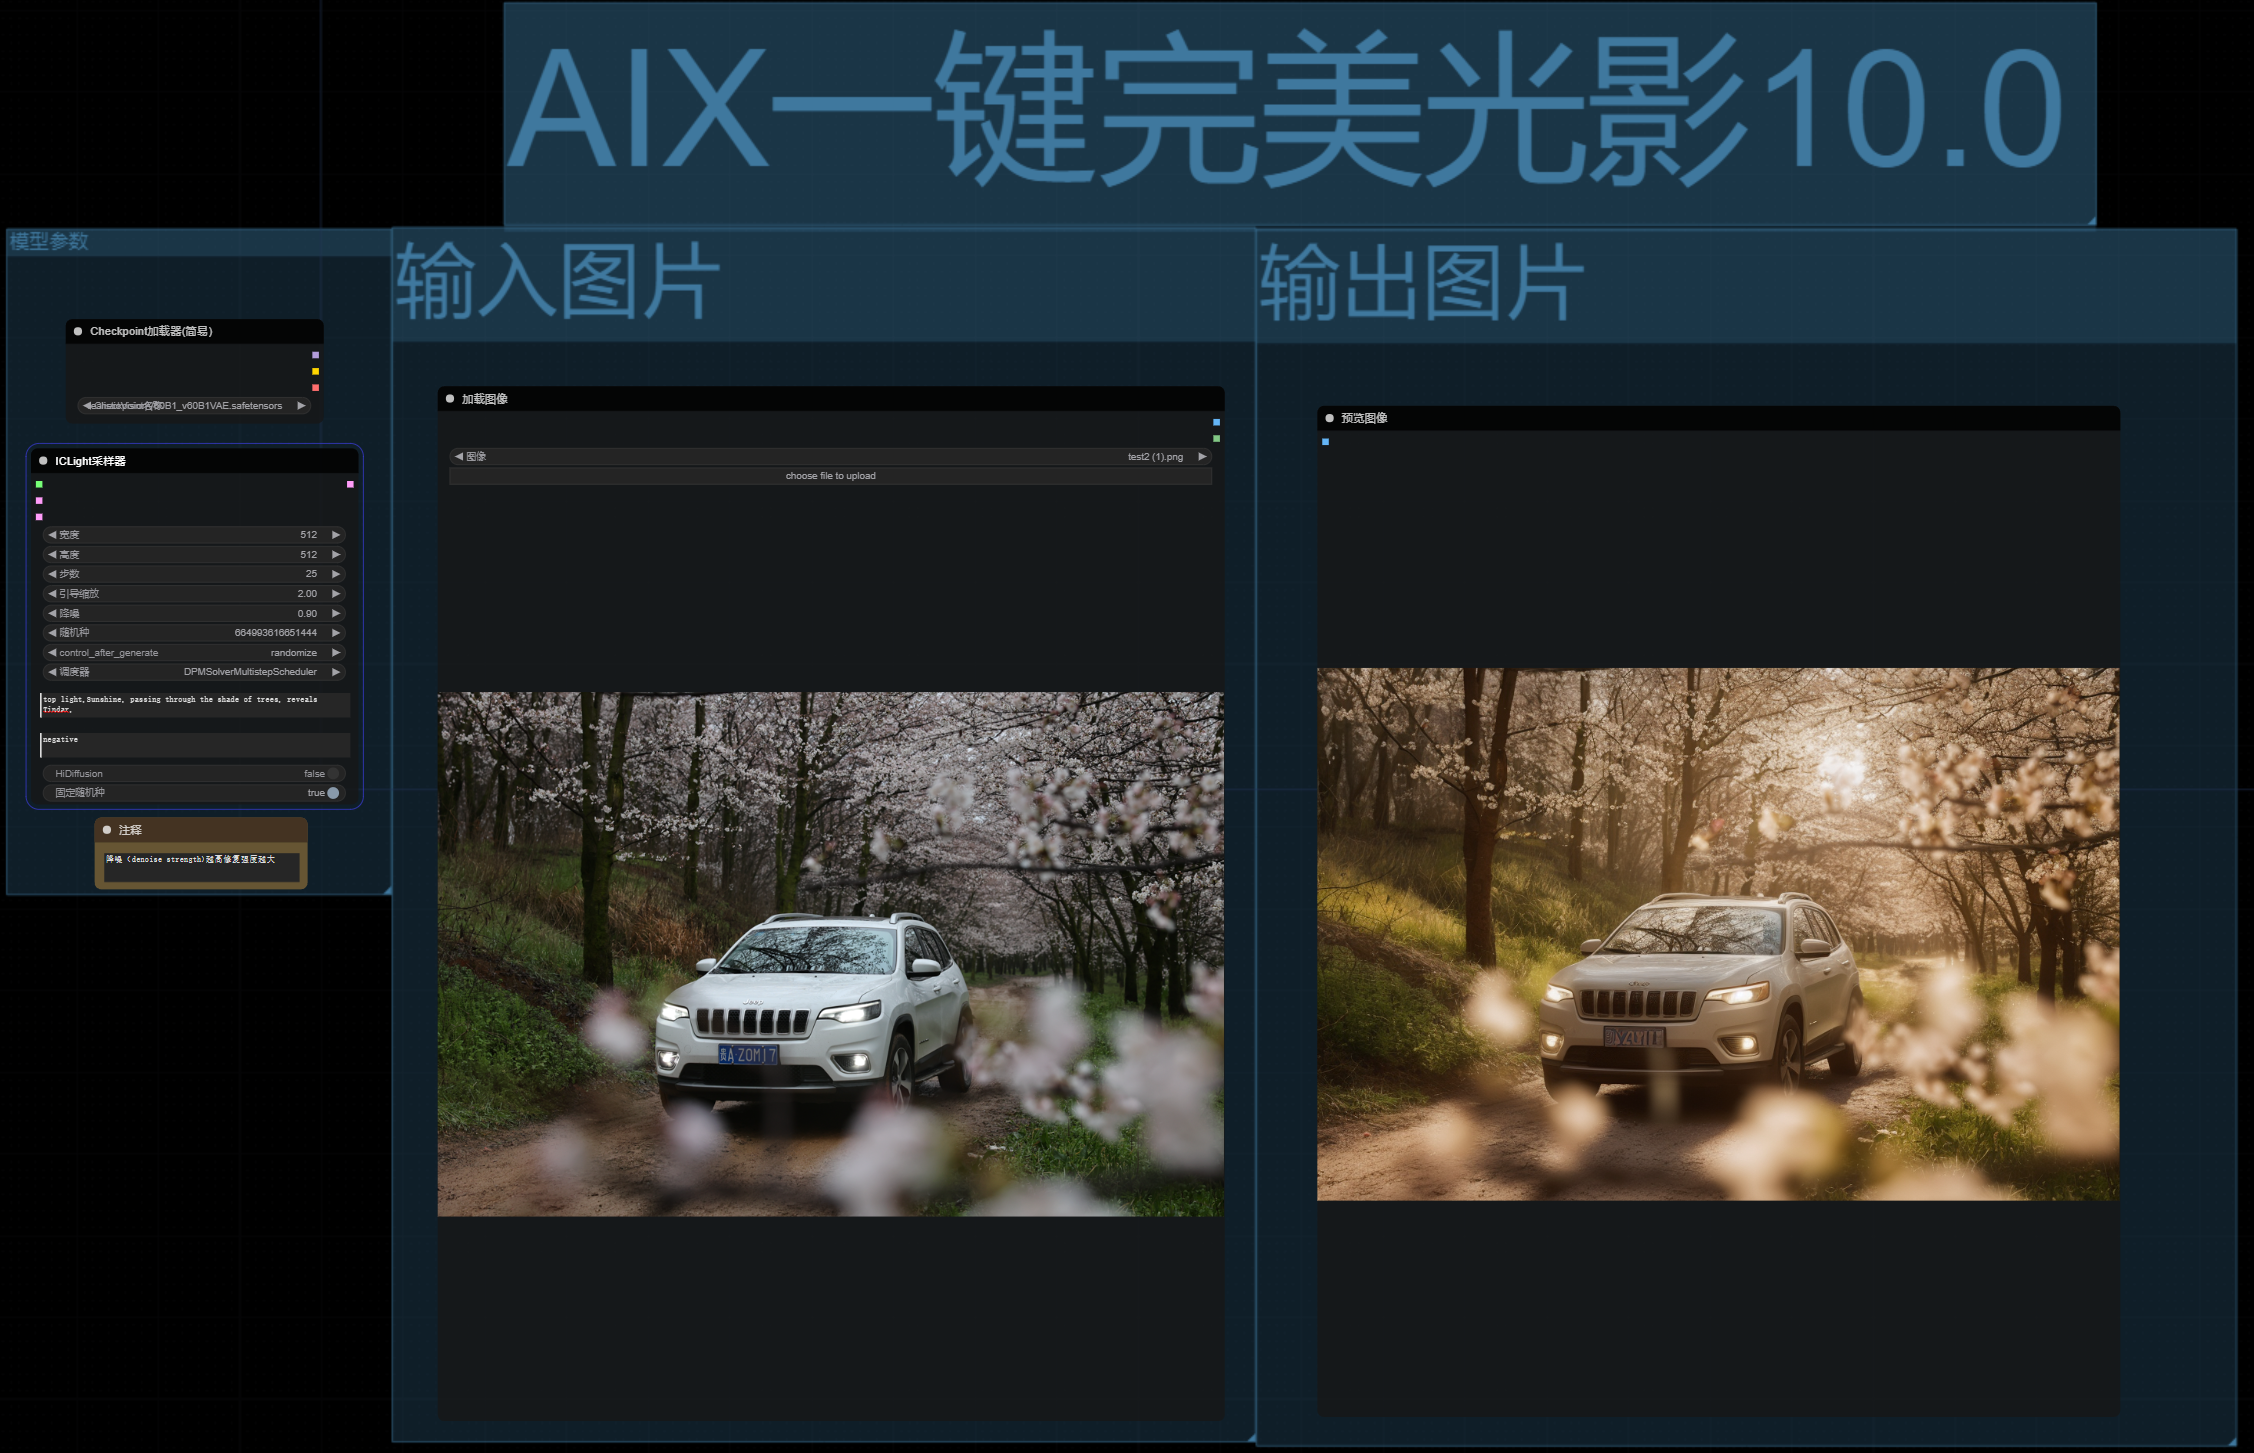 AIX一键完美光影10.0
模型参数
Checkpoint加载器(简易)
B1_v60B1VAE.safetensors
ICLight采样器
宽度 512
高度 512
步数 25
引导缩放 2.00
降噪 0.90
随机种 664993616651444
control_after_generate randomize
调度器 DPMSolverMultistepScheduler
top light,Sunshine, passing through the shade of trees, reveals
Tindar,
negative
HiDiffusion false
固定随机种 true
注释
降噪（denoise strength)越高修复强度越大
输入图片
加载图像
图像 test2 (1).png
choose file to upload
Jeep
输出图片
预览图像